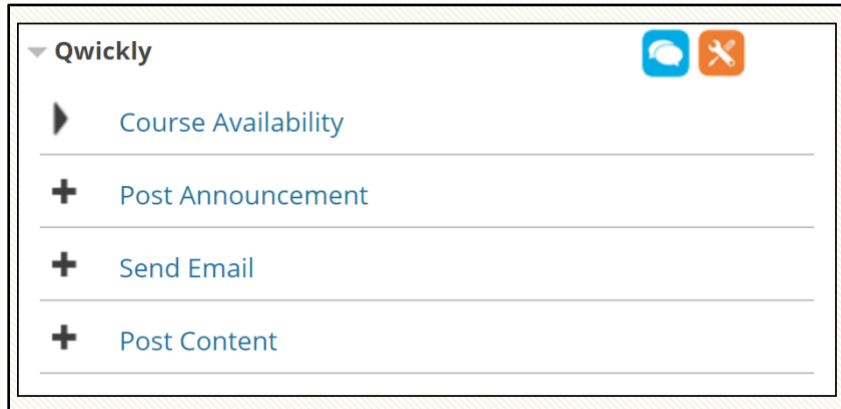 Qwickly
Course Availability
Post Announcement
Send Email
Post Content